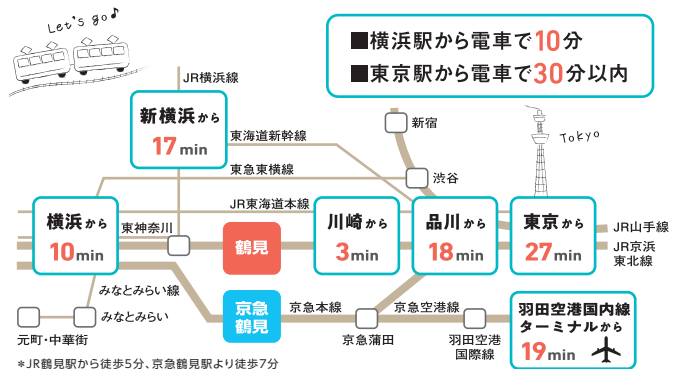 Let's go♪
■横浜駅から電車で10分
■東京駅から電車で30分以内
JR横浜線
新横浜から
17min
東海道新幹線
新宿
Tokyo
東急東横線
渋谷
JR東海道本線
横浜から
10min
東神奈川
鶴見
川崎から
3min
品川から
18min
東京から
27min
JR山手線
JR京浜
東北線
みなとみらい線
京急
鶴見
京急本線
京急空港線
羽田空港国内線
ターミナルから
19min
みなとみらい
元町・中華街
京急蒲田
羽田空港
国際線
*JR鶴見駅から徒歩5分、京急鶴見駅より徒歩7分